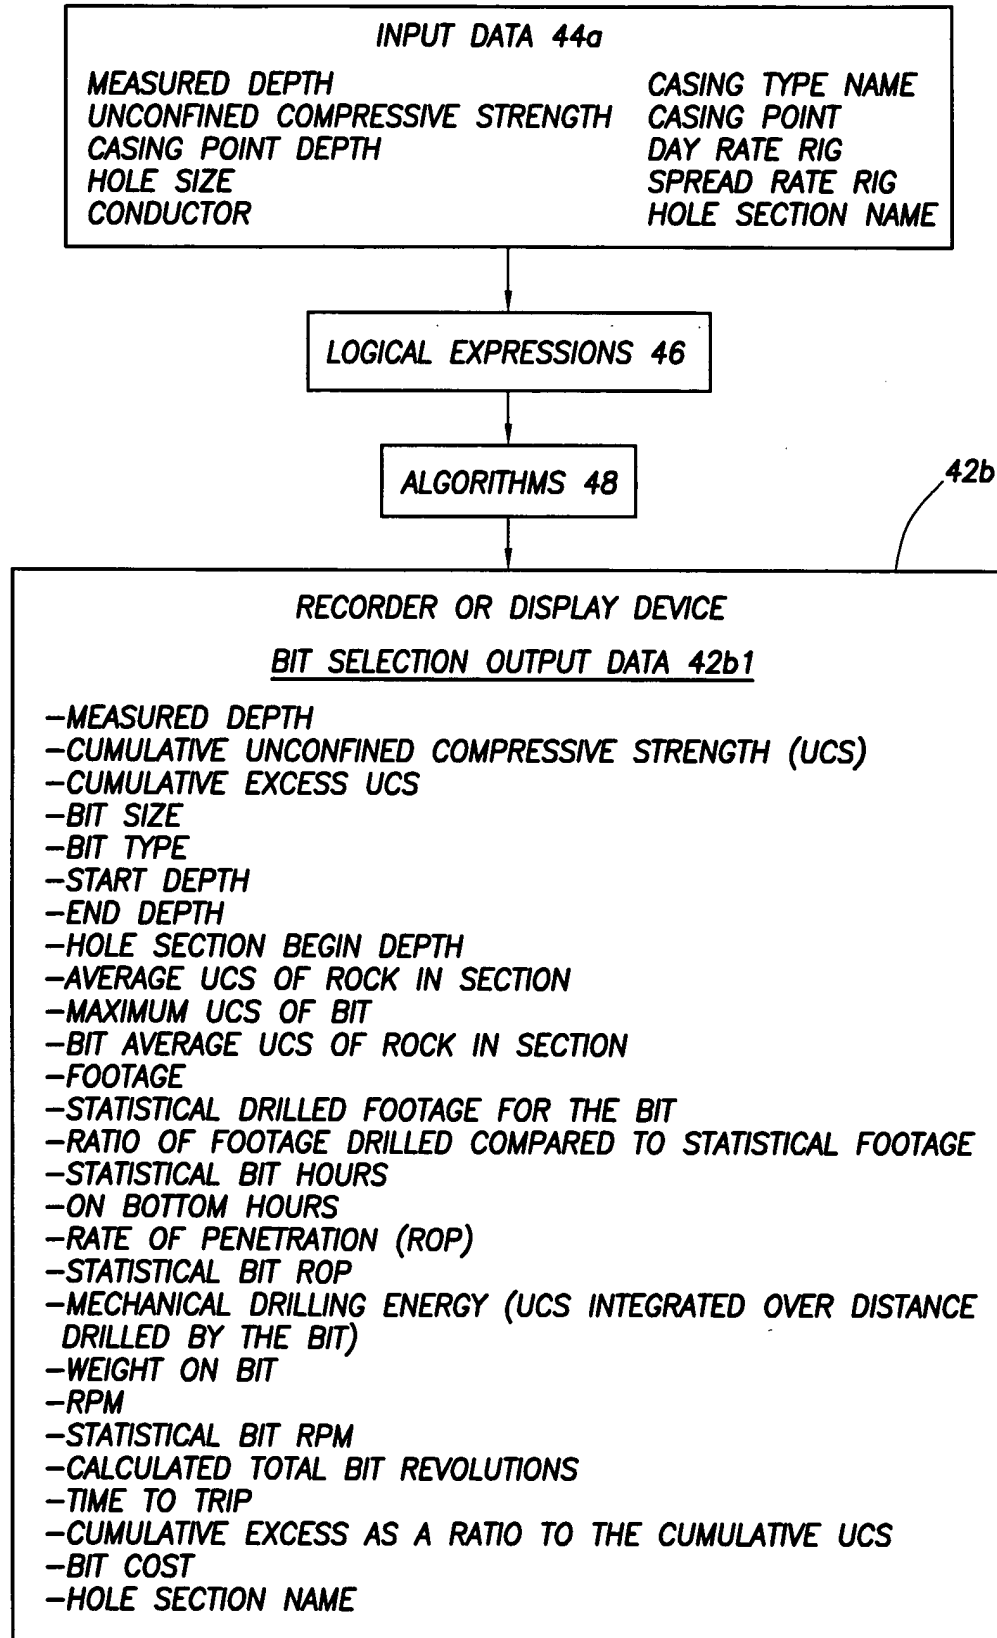 INPUT DATA 44a
MEASURED DEPTH
UNCONFINED COMPRESSIVE STRENGTH
CASING POINT DEPTH
HOLE SIZE
CONDUCTOR
CASING TYPE NAME
CASING POINT
DAY RATE RIG
SPREAD RATE RIG
HOLE SECTION NAME
LOGICAL EXPRESSIONS 46
ALGORITHMS 48
42b
RECORDER OR DISPLAY DEVICE
BIT SELECTION OUTPUT DATA 42b1
-MEASURED DEPTH
-CUMULATIVE UNCONFINED COMPRESSIVE STRENGTH (UCS)
-CUMULATIVE EXCESS UCS
-BIT SIZE
-BIT TYPE
-START DEPTH
-END DEPTH
-HOLE SECTION BEGIN DEPTH
-AVERAGE UCS OF ROCK IN SECTION
-MAXIMUM UCS OF BIT
-BIT AVERAGE UCS OF ROCK IN SECTION
-FOOTAGE
-STATISTICAL DRILLED FOOTAGE FOR THE BIT
-RATIO OF FOOTAGE DRILLED COMPARED TO STATISTICAL FOOTAGE
-STATISTICAL BIT HOURS
-ON BOTTOM HOURS
-RATE OF PENETRATION (ROP)
-STATISTICAL BIT ROP
-MECHANICAL DRILLING ENERGY (UCS INTEGRATED OVER DISTANCE
DRILLED BY THE BIT)
-WEIGHT ON BIT
-RPM
-STATISTICAL BIT RPM
-CALCULATED TOTAL BIT REVOLUTIONS
-TIME TO TRIP
-CUMULATIVE EXCESS AS A RATIO TO THE CUMULATIVE UCS
-BIT COST
-HOLE SECTION NAME